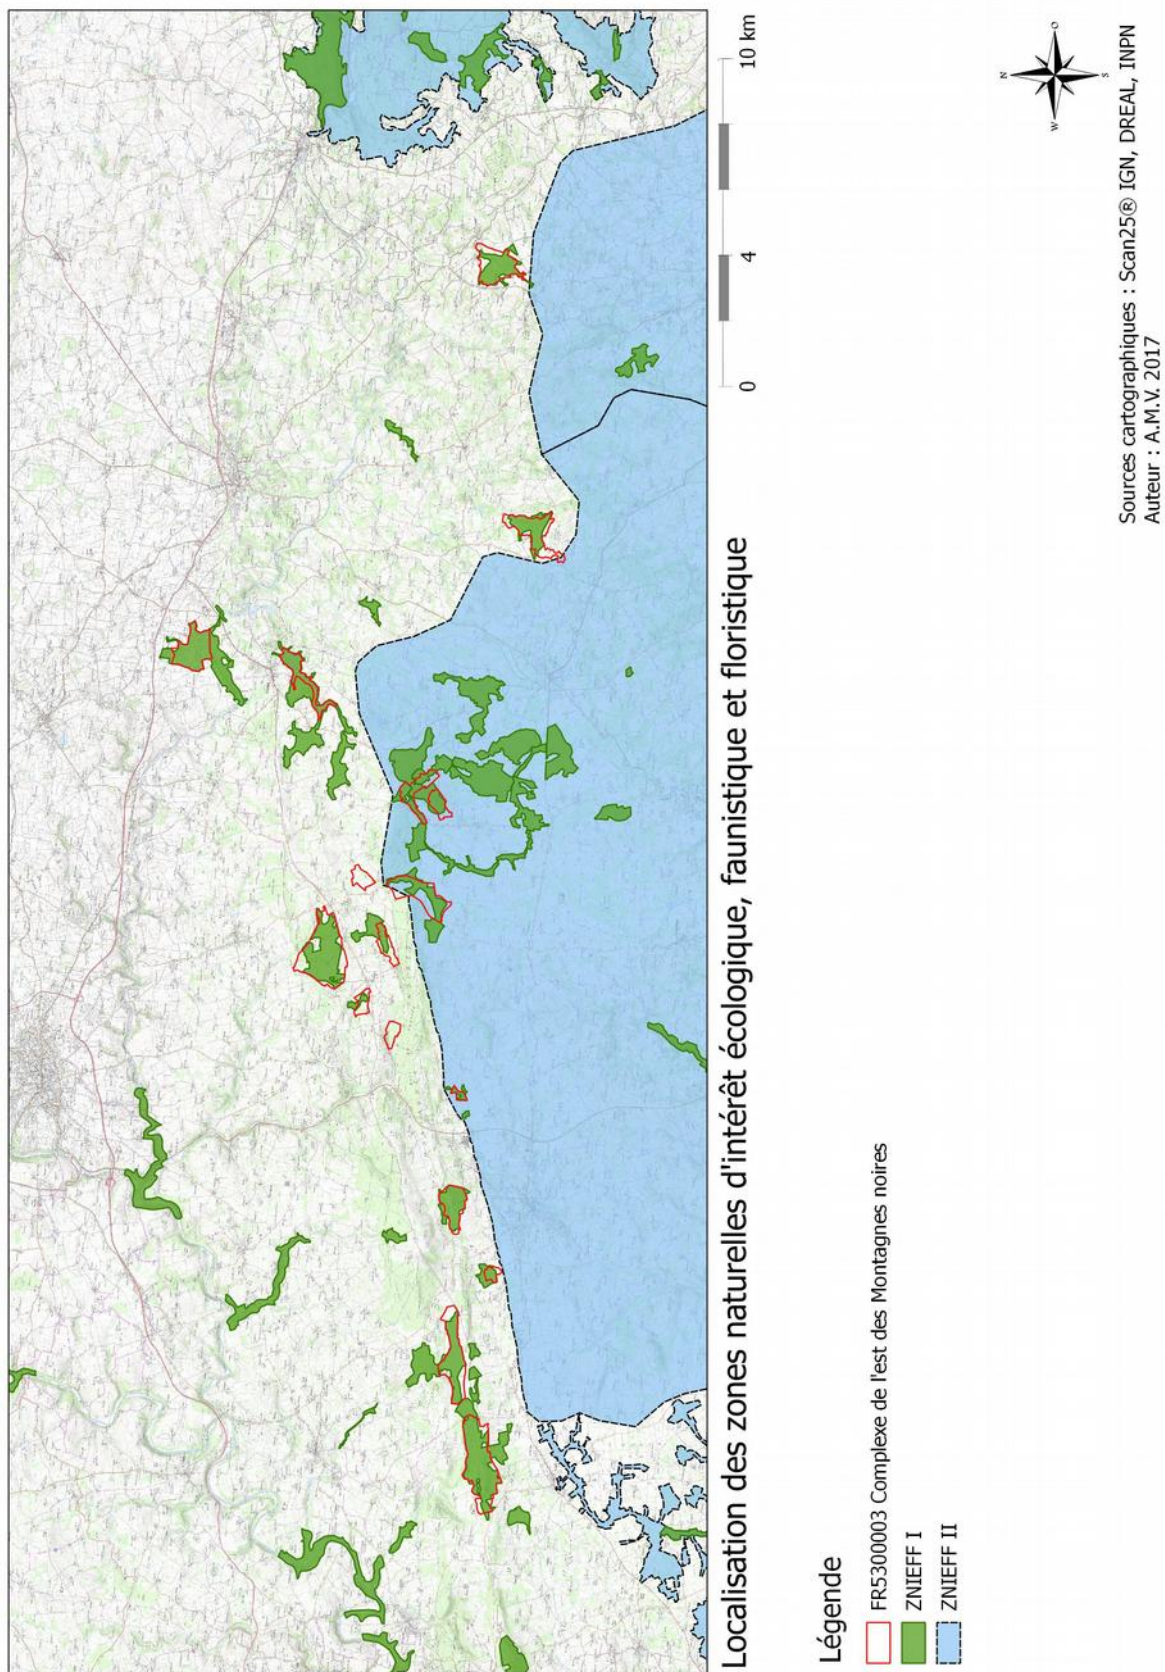 Localisation des zones naturelles d'intérêt écologique, faunistique et floristique
0 4 10 km
Légende
FR5300003 Complexe de l'est des Montagnes noires
ZNIEFF I
ZNIEFF II
N
W O
S
Sources cartographiques : Scan25® IGN, DREAL, INPN
Auteur : A.M.V. 2017